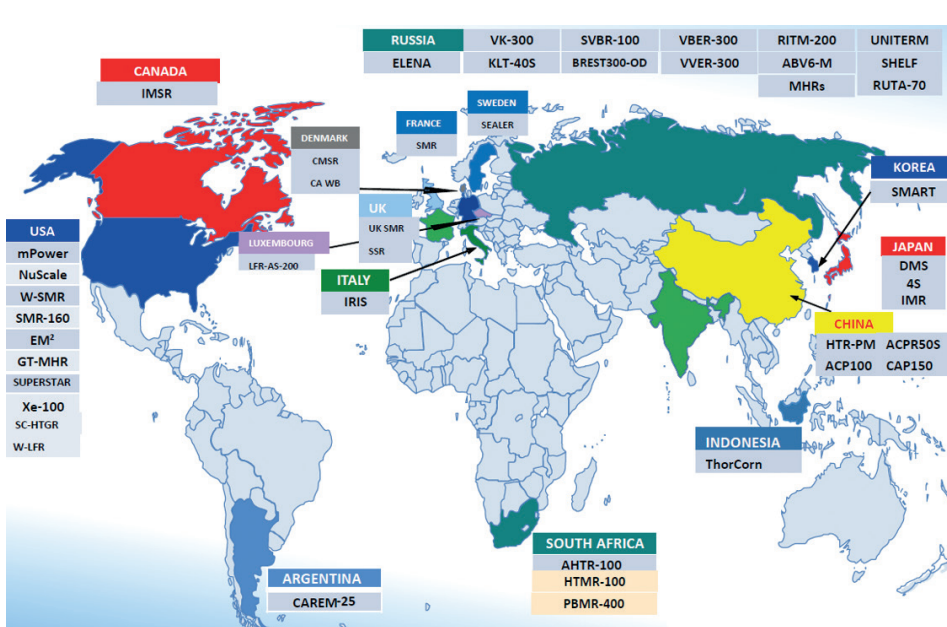 RUSSIA VK-300 SVBR-100 VBER-300 RITM-200 UNITERM
ELENA KLT-40S BREST300-OD VVER-300 ABV6-M SHELF
MHRs RUTA-70
CANADA
IMSR
SWEDEN
SEALER
FRANCE
SMR
DENMARK
CMSR
CA WB
KOREA
SMART
UK
UK SMR
SSR
USA
mPower
NuScale
W-SMR
SMR-160
EM²
GT-MHR
SUPERSTAR
Xe-100
SC-HTGR
W-LFR
LUXEMBOURG
LFR-AS-200
ITALY
IRIS
JAPAN
DMS
4S
IMR
CHINA
HTR-PM ACPR50S
ACP100 CAP150
INDONESIA
ThorCorn
SOUTH AFRICA
AHTR-100
HTMR-100
PBMR-400
ARGENTINA
CAREM-25